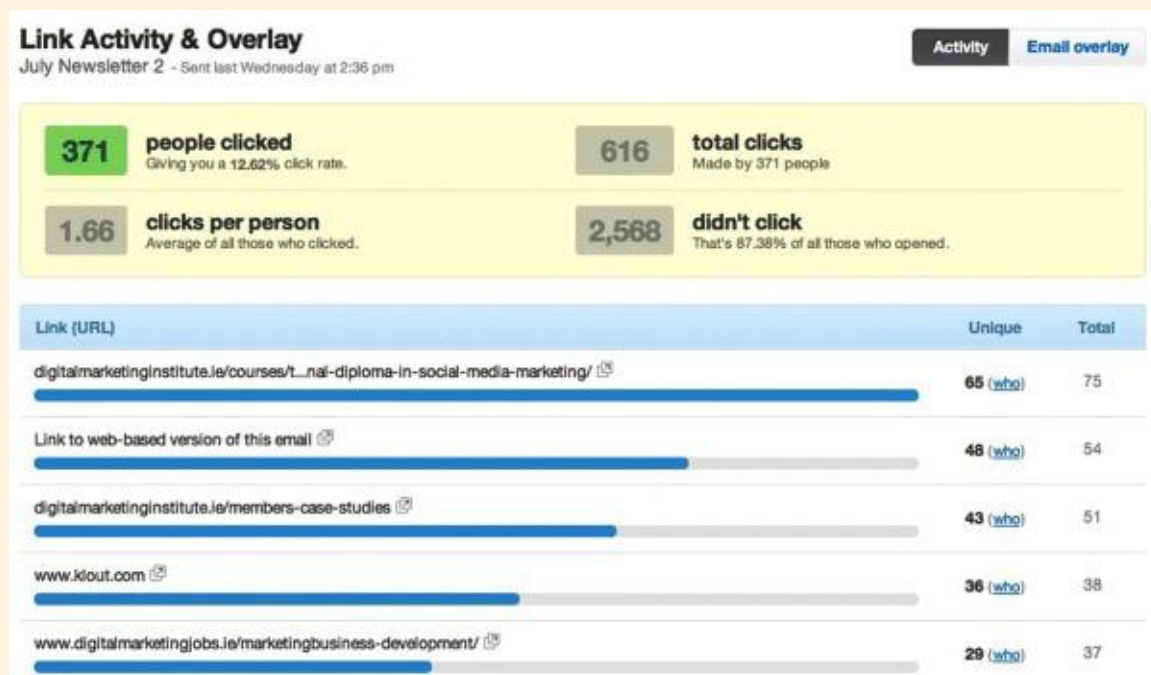 Link Activity & Overlay
July Newsletter 2 - Sent last Wednesday at 2:36 pm
Activity
Email overlay
371 people clicked
Giving you a 12.62% click rate.
616 total clicks
Made by 371 people
1.66 clicks per person
Average of all those who clicked.
2,568 didn't click
That's 87.38% of all those who opened.
Link (URL) Unique Total
digitalmarketinginstitute.ie/courses/t...nal-diploma-in-social-media-marketing/ 65 (who) 75
Link to web-based version of this email 48 (who) 54
digitalmarketinginstitute.ie/members-case-studies 43 (who) 51
www.klout.com 36 (who) 38
www.digitalmarketingjobs.ie/marketingbusiness-development/ 29 (who) 37